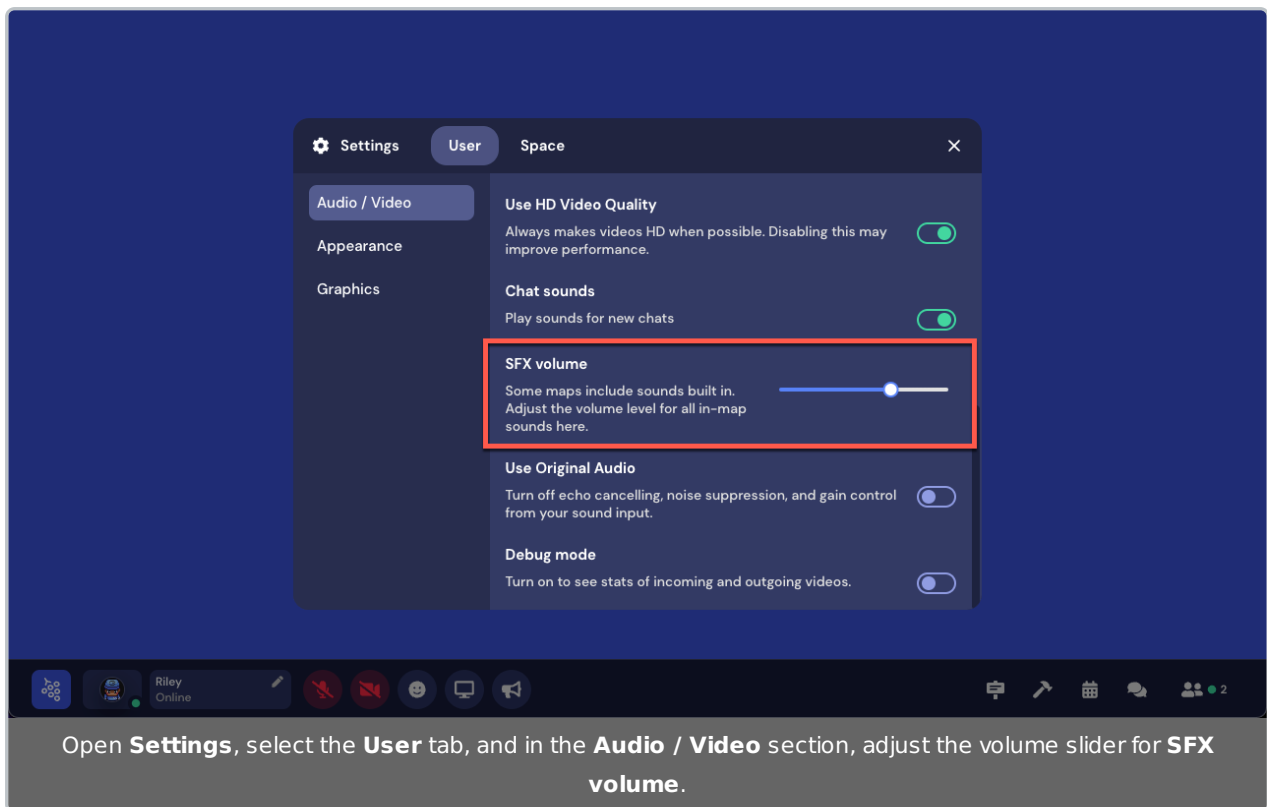 Settings
User
Space
Audio / Video
Appearance
Graphics
Use HD Video Quality
Always makes videos HD when possible. Disabling this may
improve performance.
Chat sounds
Play sounds for new chats
SFX volume
Some maps include sounds built in.
Adjust the volume level for all in-map
sounds here.
Use Original Audio
Turn off echo cancelling, noise suppression, and gain control
from your sound input.
Debug mode
Turn on to see stats of incoming and outgoing videos.
Riley
Online
2
Open Settings, select the User tab, and in the Audio / Video section, adjust the volume slider for SFX
volume.